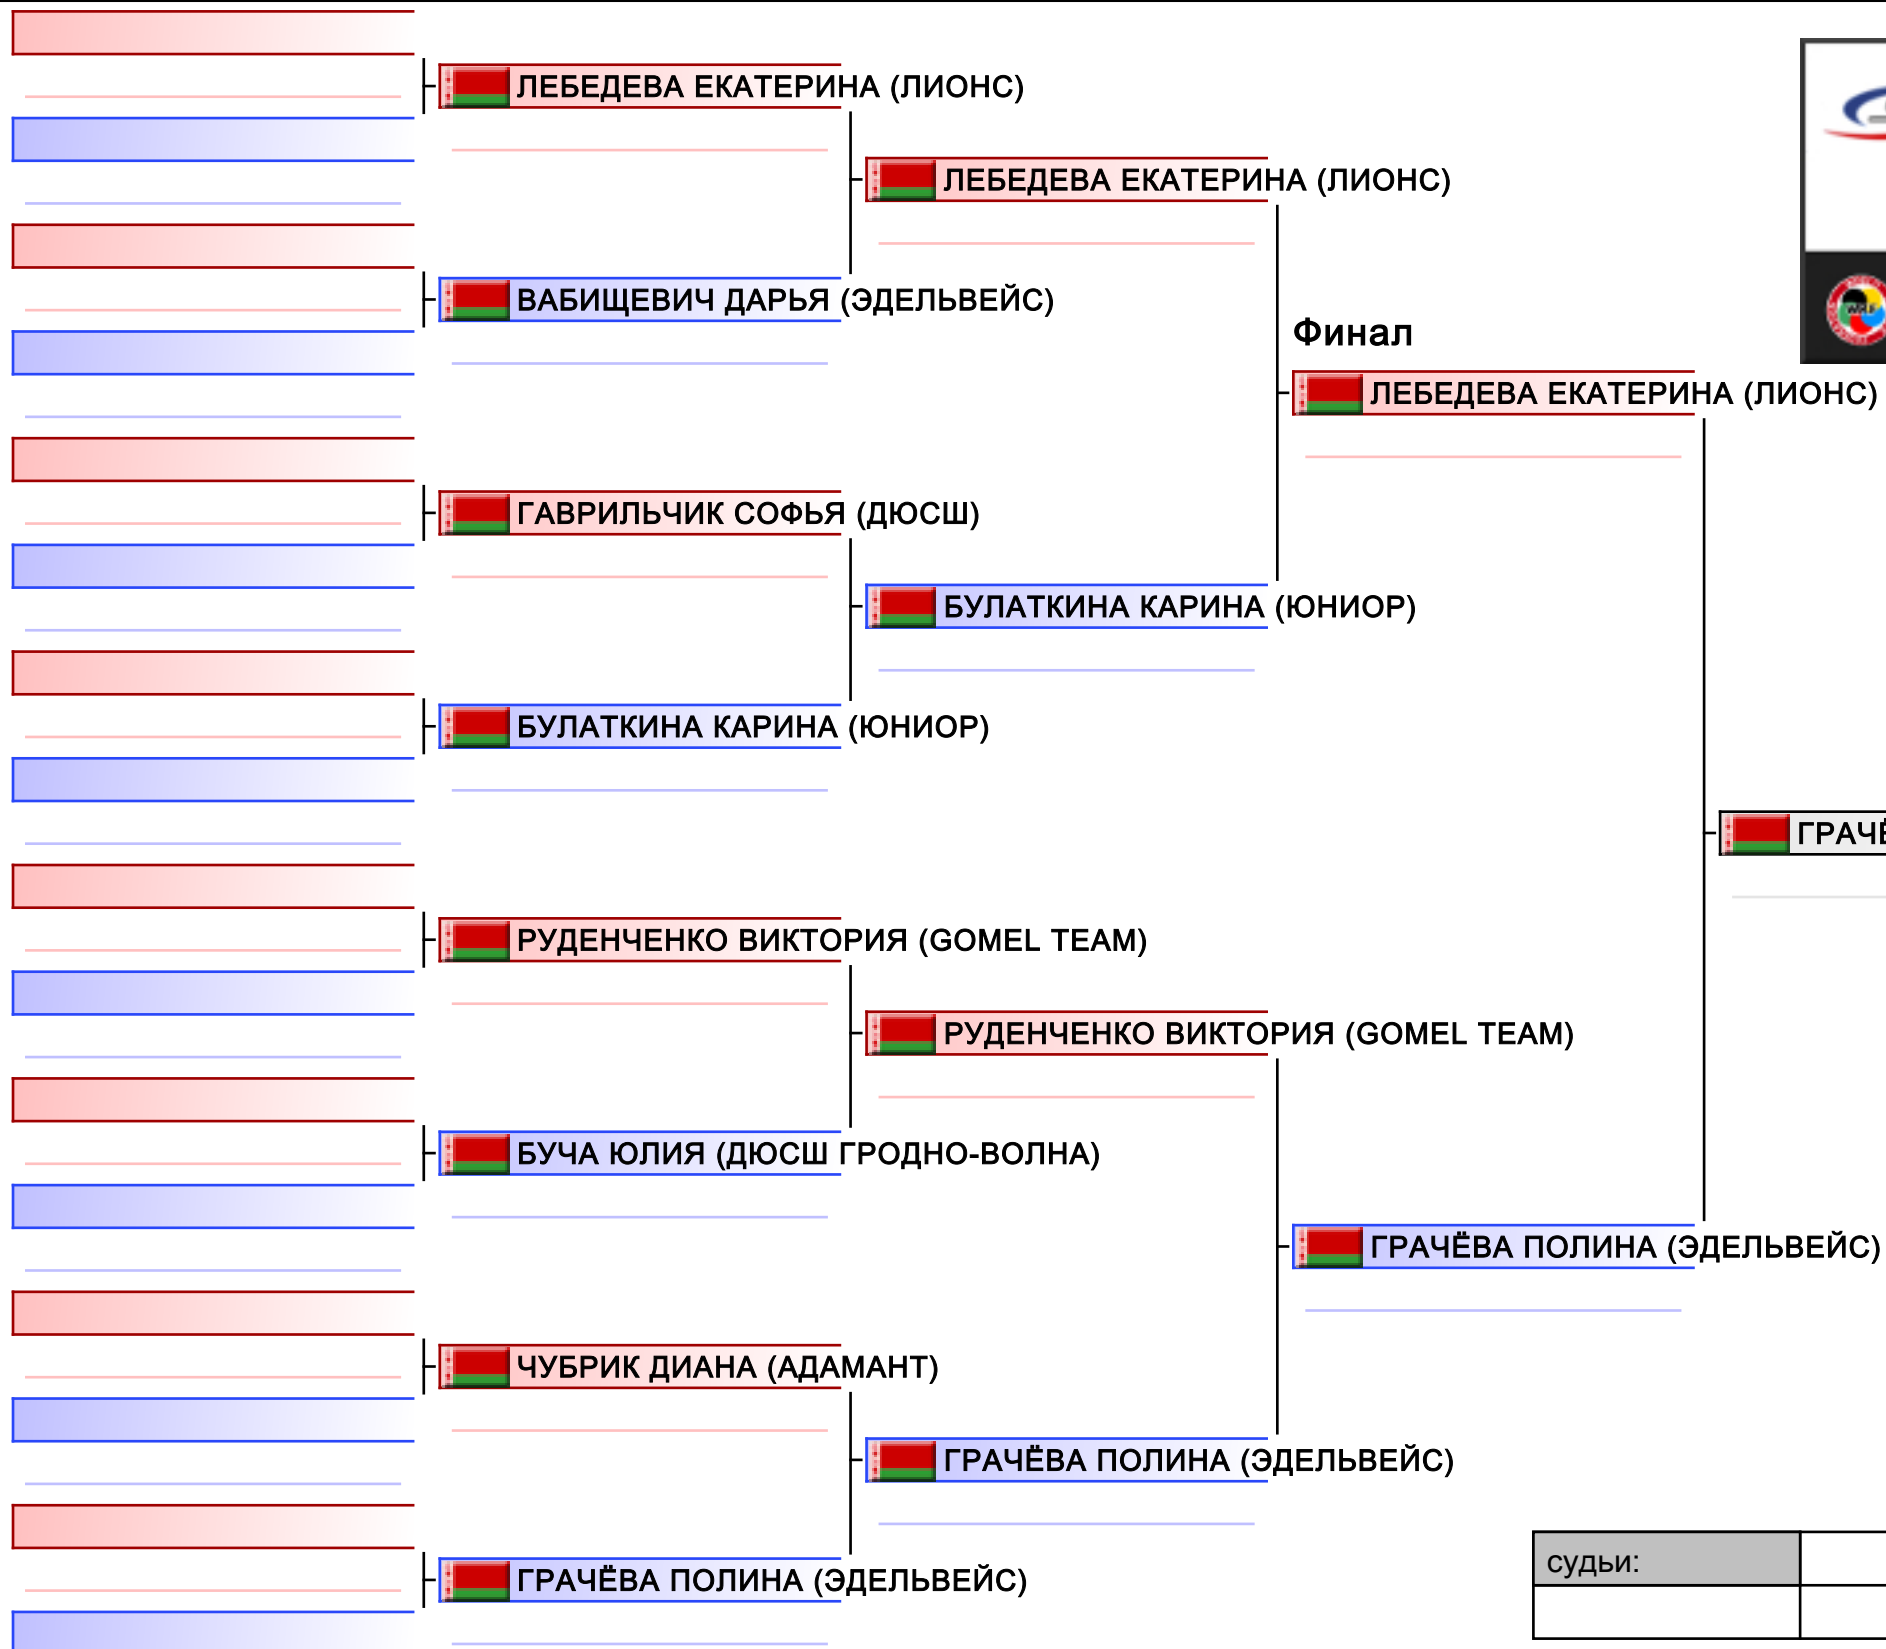 ЛЕБЕДЕВА ЕКАТЕРИНА (ЛИОНС)
ЛЕБЕДЕВА ЕКАТЕРИНА (ЛИОНС)
ВАБИЩЕВИЧ ДАРЬЯ (ЭДЕЛЬВЕЙС)
Финал
ЛЕБЕДЕВА ЕКАТЕРИНА (ЛИОНС)
ГАВРИЛЬЧИК СОФЬЯ (ДЮСШ)
БУЛАТКИНА КАРИНА (ЮНИОР)
БУЛАТКИНА КАРИНА (ЮНИОР)
ГРАЧЁ
РУДЕНЧЕНКО ВИКТОРИЯ (GOMEL TEAM)
РУДЕНЧЕНКО ВИКТОРИЯ (GOMEL TEAM)
БУЧА ЮЛИЯ (ДЮСШ ГРОДНО-ВОЛНА)
ГРАЧЁВА ПОЛИНА (ЭДЕЛЬВЕЙС)
ЧУБРИК ДИАНА (АДАМАНТ)
ГРАЧЁВА ПОЛИНА (ЭДЕЛЬВЕЙС)
судьи:
ГРАЧЁВА ПОЛИНА (ЭДЕЛЬВЕЙС)